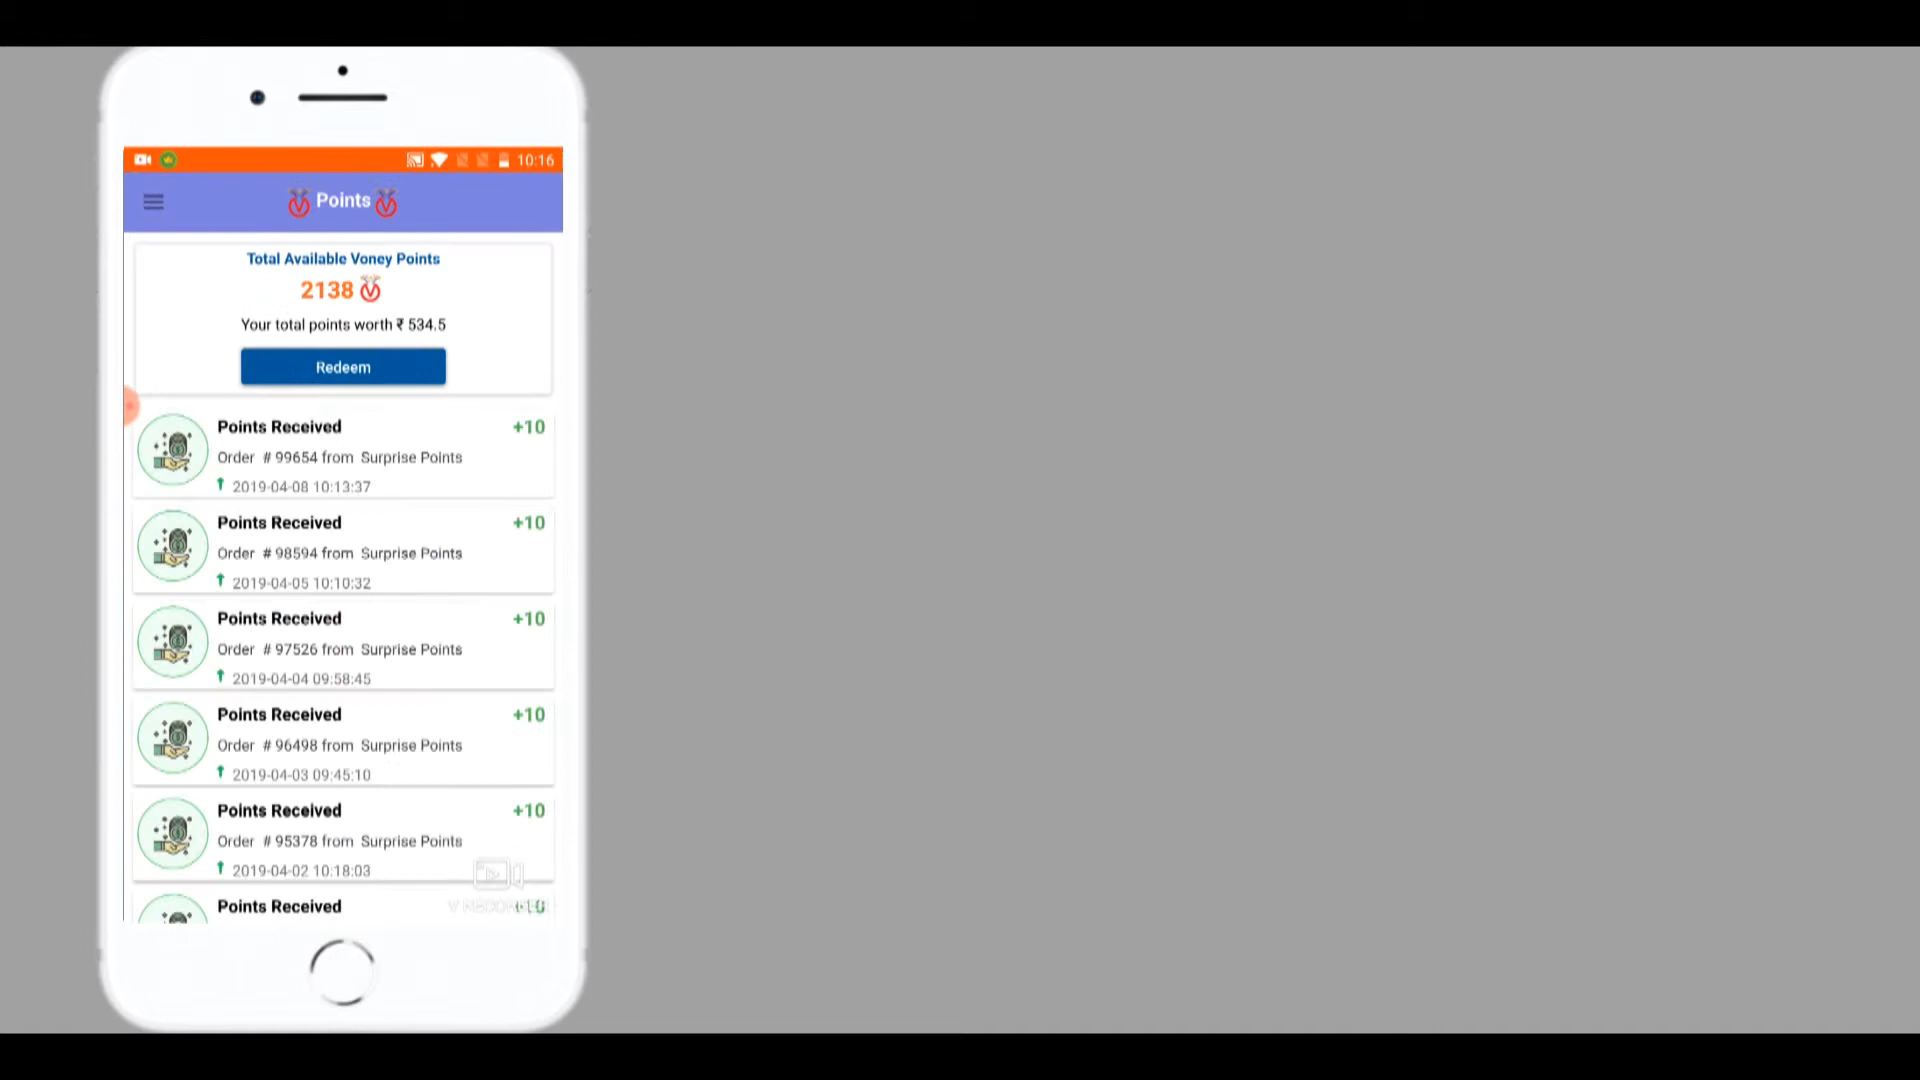 10:16
Points
Total Available Voney Points
2138
Your total points worth ₹ 534.5
Redeem
Points Received +10
Order # 99654 from Surprise Points
2019-04-08 10:13:37
Points Received +10
Order # 98594 from Surprise Points
2019-04-05 10:10:32
Points Received +10
Order # 97526 from Surprise Points
2019-04-04 09:58:45
Points Received +10
Order # 96498 from Surprise Points
2019-04-03 09:45:10
Points Received +10
Order # 95378 from Surprise Points
2019-04-02 10:18:03
Points Received +10
V RECORDER